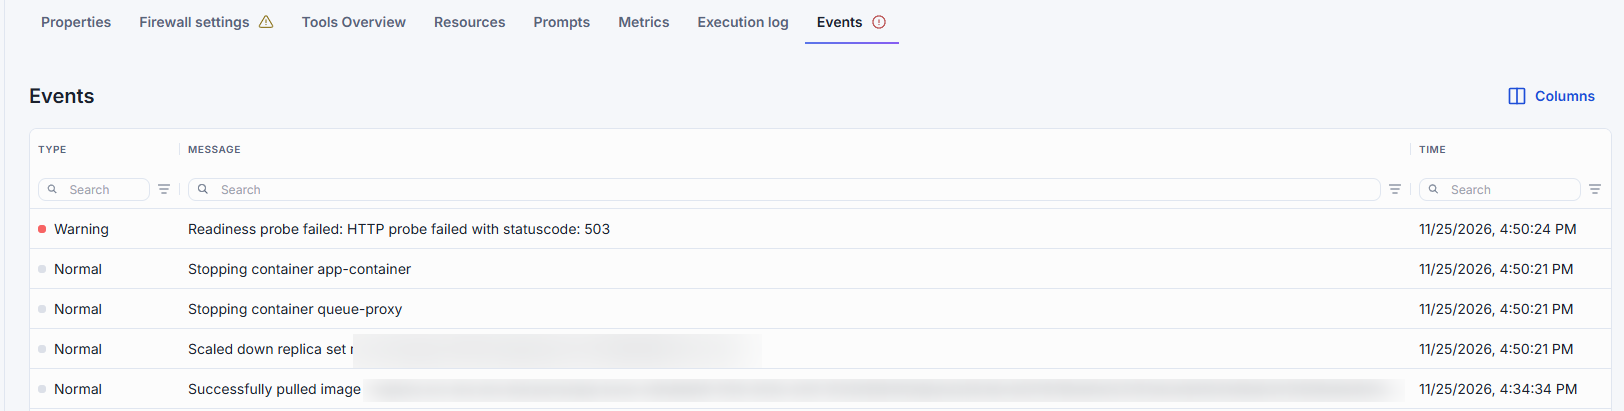 Properties Firewall settings Tools Overview Resources Prompts Metrics Execution log Events
Events Columns
TYPE MESSAGE TIME
Search Search Search
Warning Readiness probe failed: HTTP probe failed with statuscode: 503 11/25/2026, 4:50:24 PM
Normal Stopping container app-container 11/25/2026, 4:50:21 PM
Normal Stopping container queue-proxy 11/25/2026, 4:50:21 PM
Normal Scaled down replica set 11/25/2026, 4:50:21 PM
Normal Successfully pulled image 11/25/2026, 4:34:34 PM